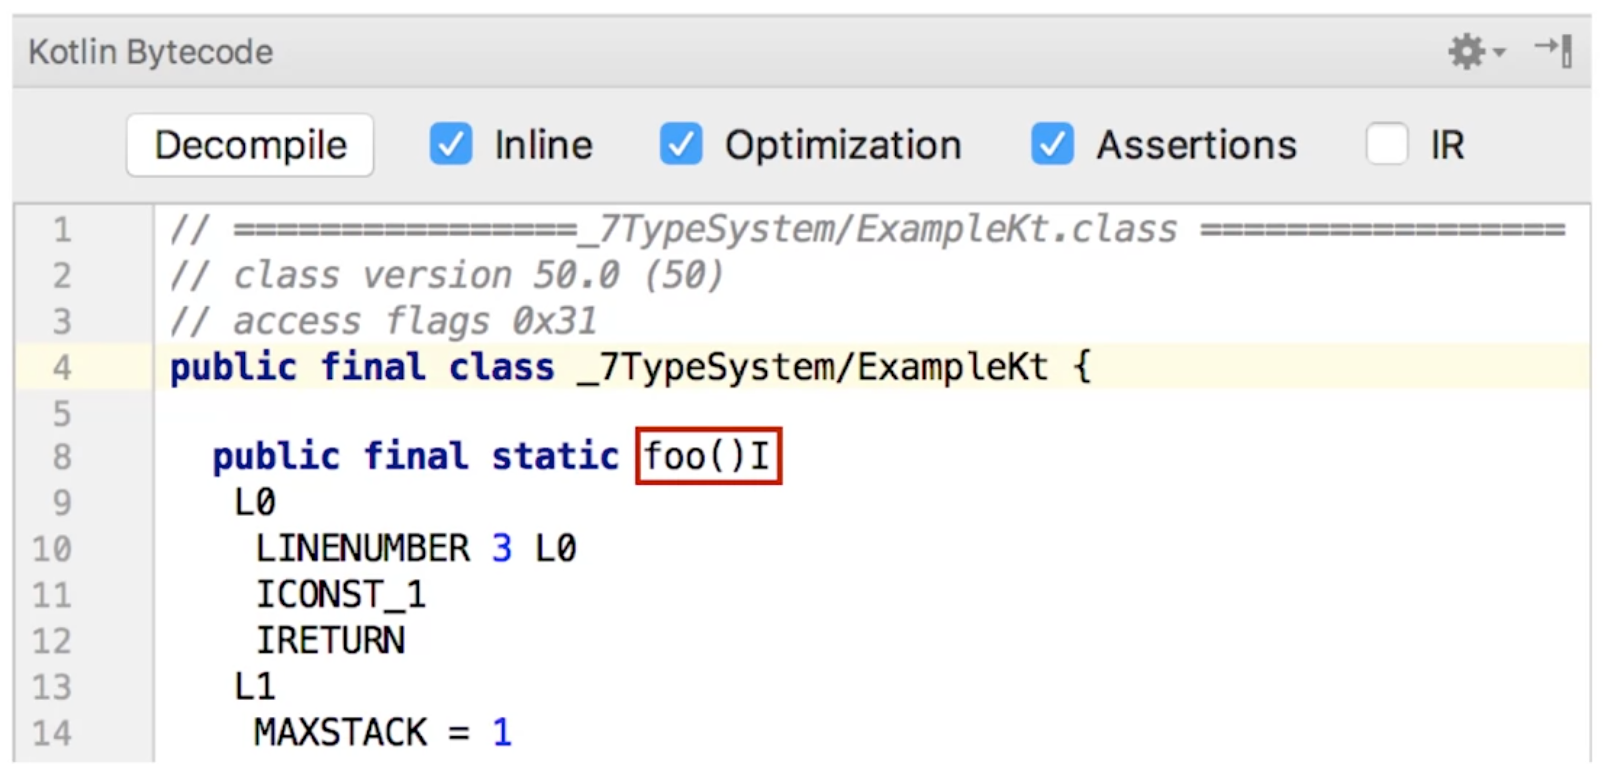 Kotlin Bytecode
Decompile Inline Optimization Assertions IR
1 // ================_7TypeSystem/ExampleKt.class =================
2 // class version 50.0 (50)
3 // access flags 0x31
4 public final class _7TypeSystem/ExampleKt {
5
8 public final static foo()I
9 L0
10 LINENUMBER 3 L0
11 ICONST_1
12 IRETURN
13 L1
14 MAXSTACK = 1